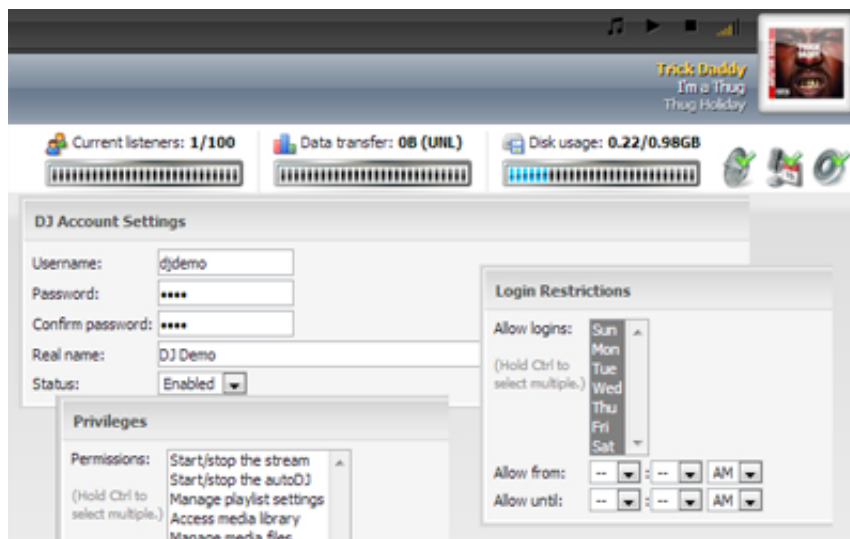 Trick Daddy
I'm a Thug
Thug Holiday
Current listeners: 1/100
Data transfer: 0B (UNL)
Disk usage: 0.22/0.98GB
DJ Account Settings
Username: djdemo
Password: ••••
Confirm password: ••••
Real name: DJ Demo
Status: Enabled
Login Restrictions
Allow logins: Sun
Mon
(Hold Ctrl to
select multiple.)
Tue
Wed
Thu
Fri
Sat
Allow from: -- : -- AM
Allow until: -- : -- AM
Privileges
Permissions: Start/stop the stream
Start/stop the autoDJ
(Hold Ctrl to
select multiple.)
Manage playlist settings
Access media library
Manage media files